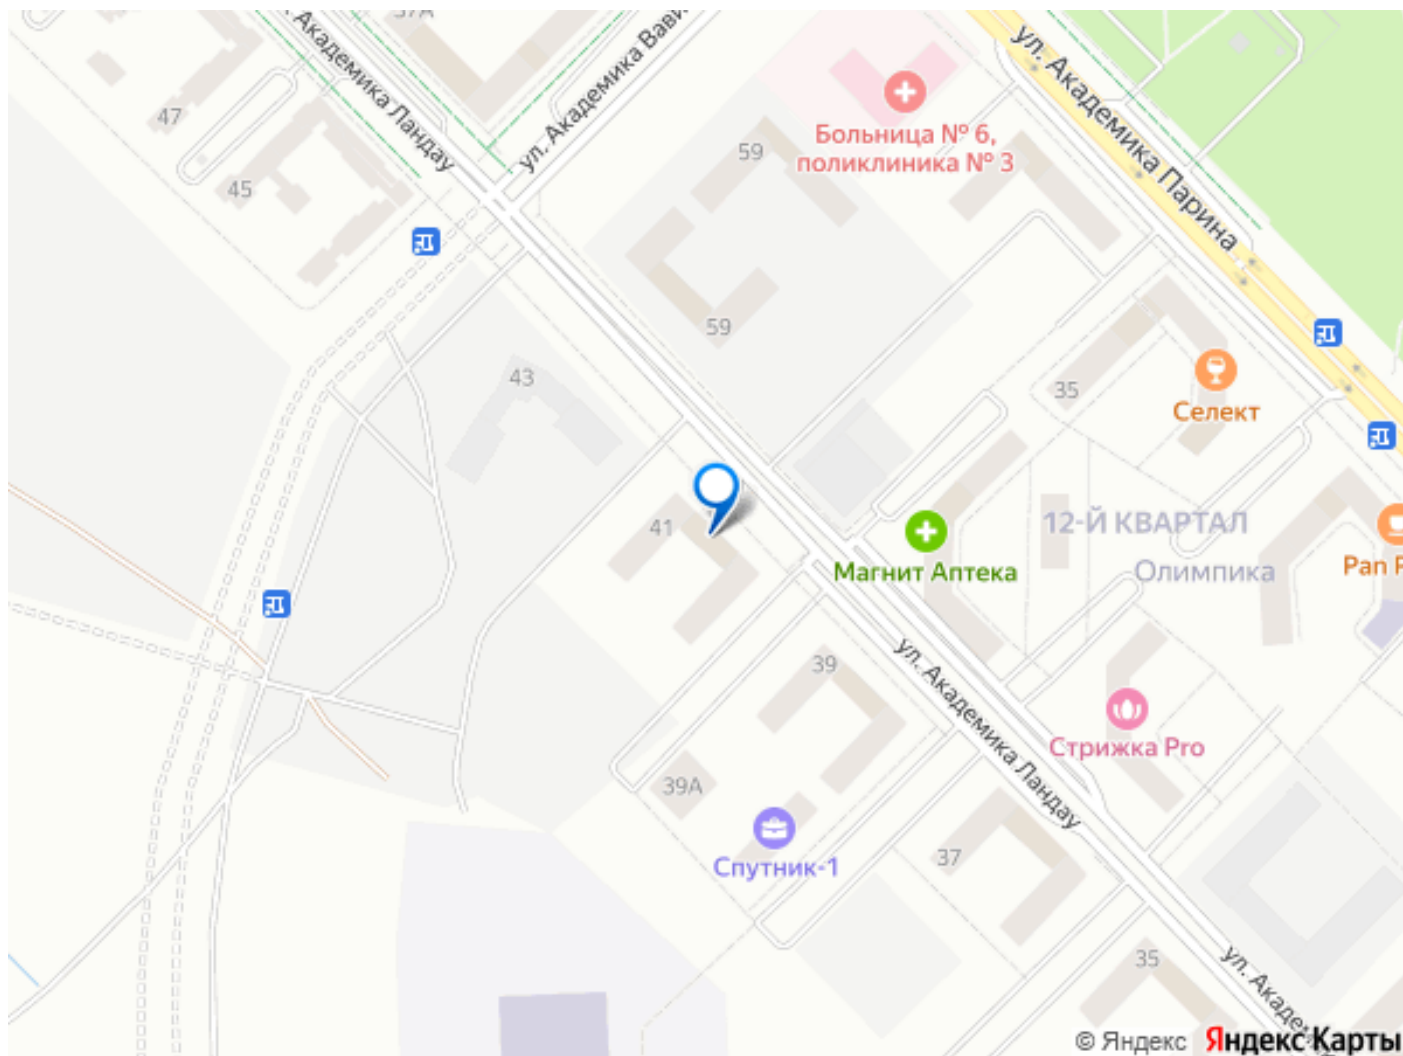 37А
ул. Академика Парина
Академика Ландау
ул. Академика Вави
47
Больница № 6,
поликлиника № 3
59
45
59
43
35
Селект
41
12-Й КВАРТАЛ
Магнит Аптека
Олимпика
Pan
39
ул. Академика Ландау
Стрижка Pro
39А
Спутник-1
37
35
ул. Академ
© Яндекс Яндекс Карты